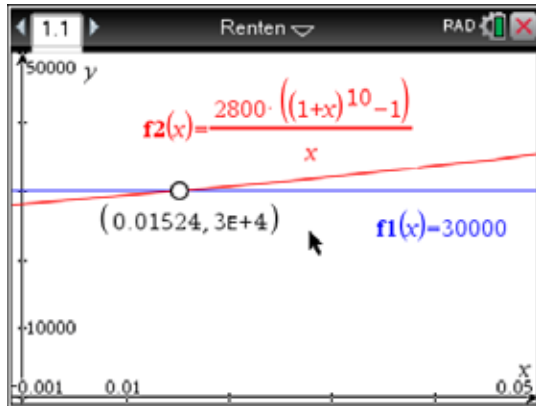 1.1 Renten RAD
50000 y
f2(x)=2800·((1+x)^10−1)
x
(0.01524,3E+4)
f1(x)=30000
10000
x
-0.001 0.01 0.05